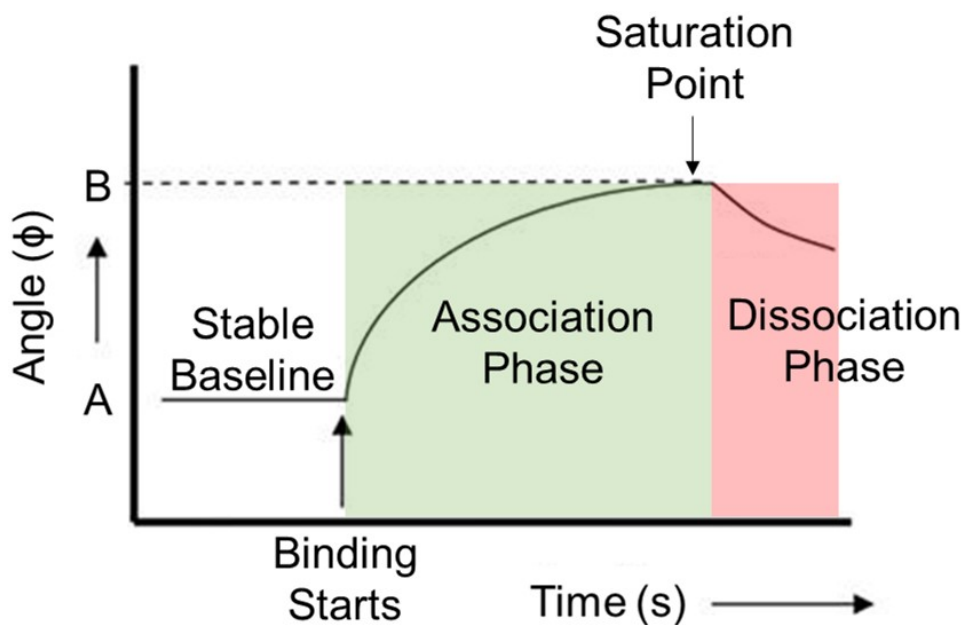 Saturation
Point
B
Angle (ϕ)
Stable
Baseline
Association
Phase
Dissociation
Phase
A
Binding
Starts
Time (s)